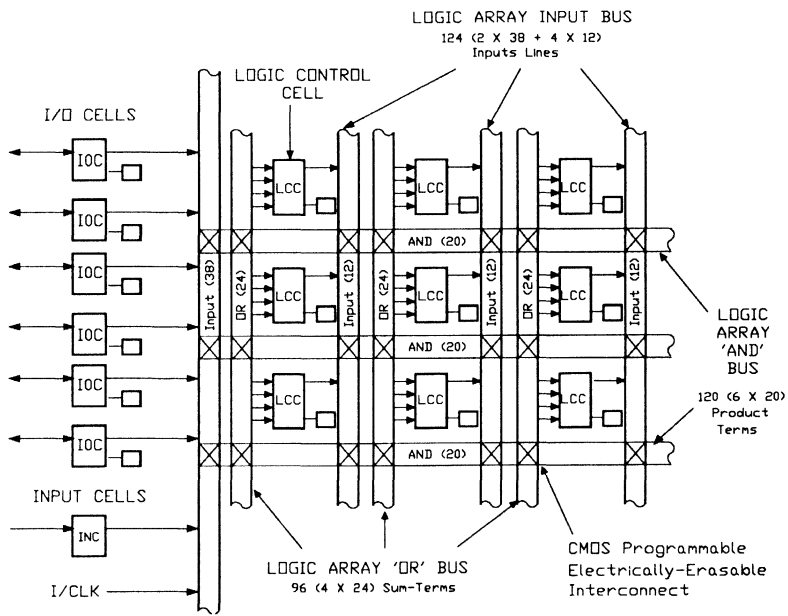 LOGIC ARRAY INPUT BUS
124 (2 X 38 + 4 X 12)
Inputs Lines
LOGIC CONTROL
CELL
I/O CELLS
IOC
LCC
LCC
LCC
IOC
AND (20)
IOC
Input (38)
OR (24)
LCC
Input (12)
OR (24)
LCC
Input (12)
OR (24)
LCC
Input (12)
IOC
AND (20)
LOGIC
ARRAY
'AND'
BUS
120 (6 X 20)
Product
Terms
IOC
LCC
LCC
LCC
IOC
AND (20)
INPUT CELLS
INC
I/CLK
LOGIC ARRAY 'OR' BUS
96 (4 X 24) Sum-Terms
CMOS Programmable
Electrically-Erasable
Interconnect